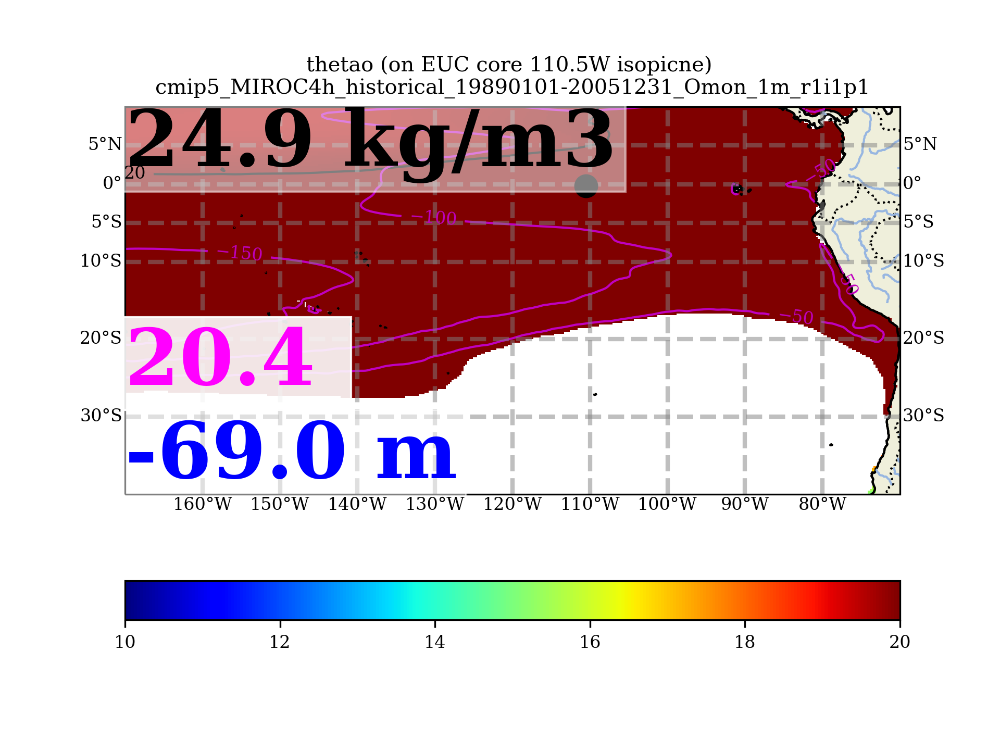 thetao (on EUC core 110.5W isopicne)
cmip5_MIROC4h_historical_19890101-20051231_Omon_1m_r1i1p1
24.9 kg/m3
5°N 5°N
20
0° 0°
−50
5°S −100 5°S
−150
10°S 10°S
−50
−50
20°S 20°S
20.4
30°S 30°S
-69.0 m
160°W 150°W 140°W 130°W 120°W 110°W 100°W 90°W 80°W
10 12 14 16 18 20